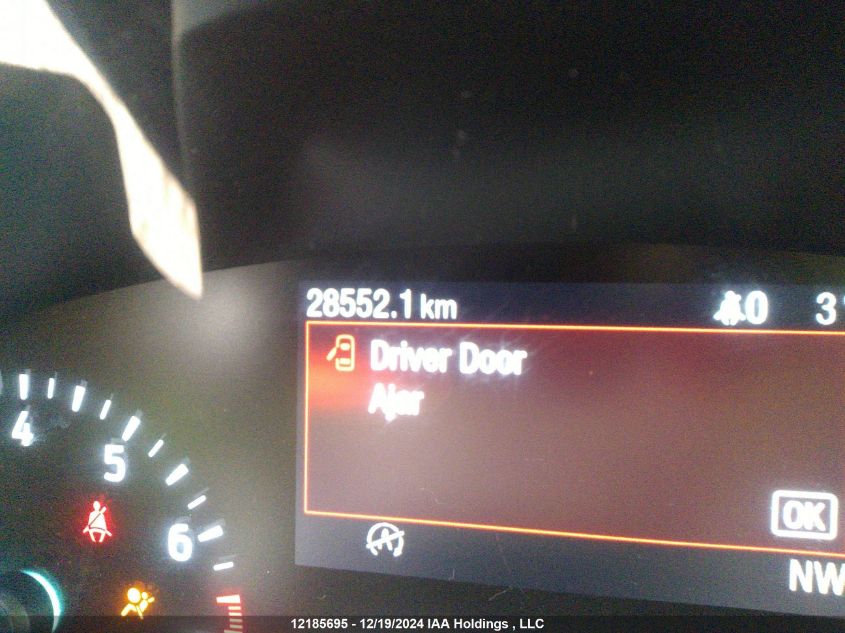 28552.1 km
0
3
Driver Door
Ajar
4
5
6
OK
A
NW
12185695 - 12/19/2024 IAA Holdings , LLC